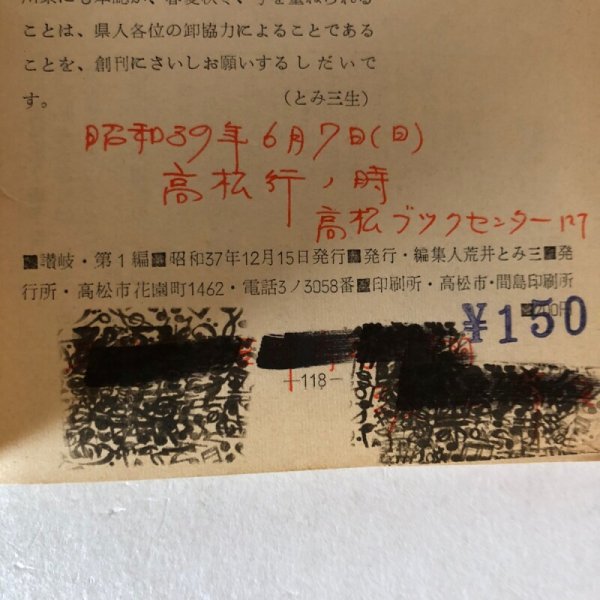 ことは、県人各位の卸協力によることである
ことを、創刊にさいしお願いするしだいで
す。　（とみ三生）
昭和39年6月7日(日)
高松行ノ時
高松ブックセンターニテ
■讃岐・第1編■昭和37年12月15日発行■発行・編集人荒井とみ三■発
行所・高松市花園町1462・電話3ノ3058番■印刷所・高松市・間島印刷所
¥150
—118—